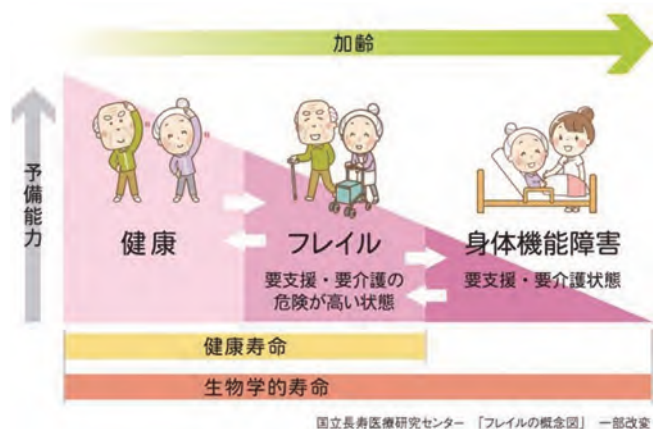 加齢
予備能力
健康
フレイル
要支援・要介護の
危険が高い状態
身体機能障害
要支援・要介護状態
健康寿命
生物学的寿命
国立長寿医療研究センター 「フレイルの概念図」 一部改変